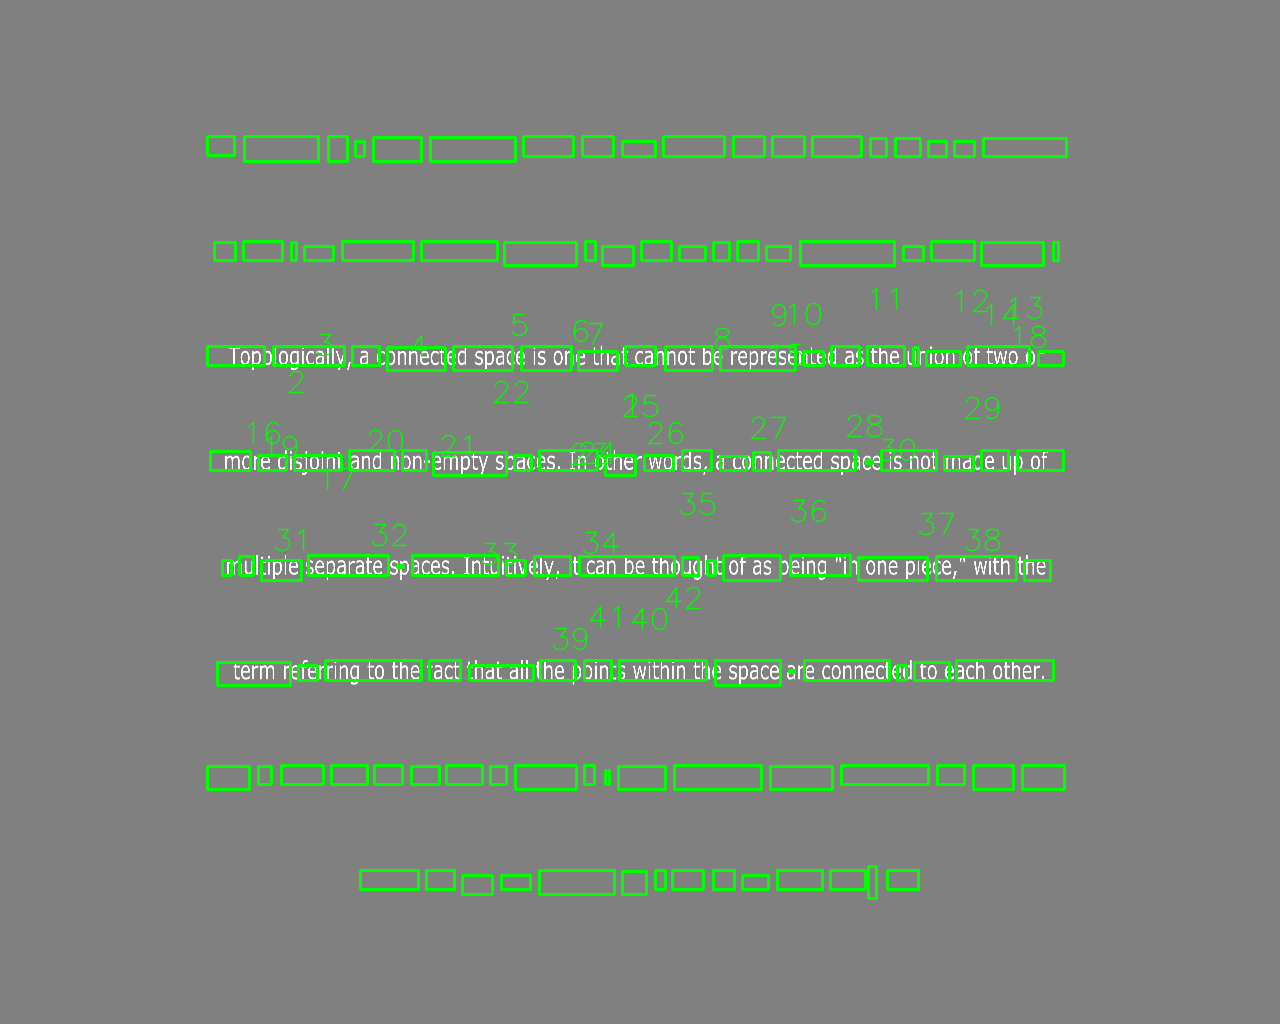 Topologically, a connected space is one that cannot be represented as the union of two or
more disjoint and non-empty spaces. In other words, a connected space is not made up of
multiple separate spaces. Intuitively, it can be thought of as being "in one piece," with the
term referring to the fact that all the points within the space are connected to each other.